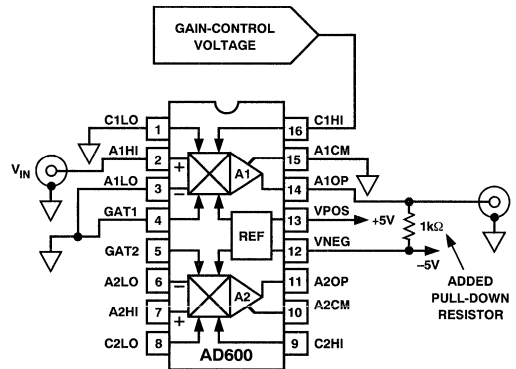 GAIN-CONTROL
VOLTAGE
C1LO 1 16 C1HI
A1HI 2 + A1 15 A1CM
VIN
A1LO 3 – 14 A1OP
GAT1 4 13 VPOS +5V 1kΩ
REF
GAT2 5 12 VNEG –5V
A2LO 6 – 11 A2OP
A2HI 7 + A2 10 A2CM
C2LO 8 9 C2HI
AD600
ADDED
PULL-DOWN
RESISTOR